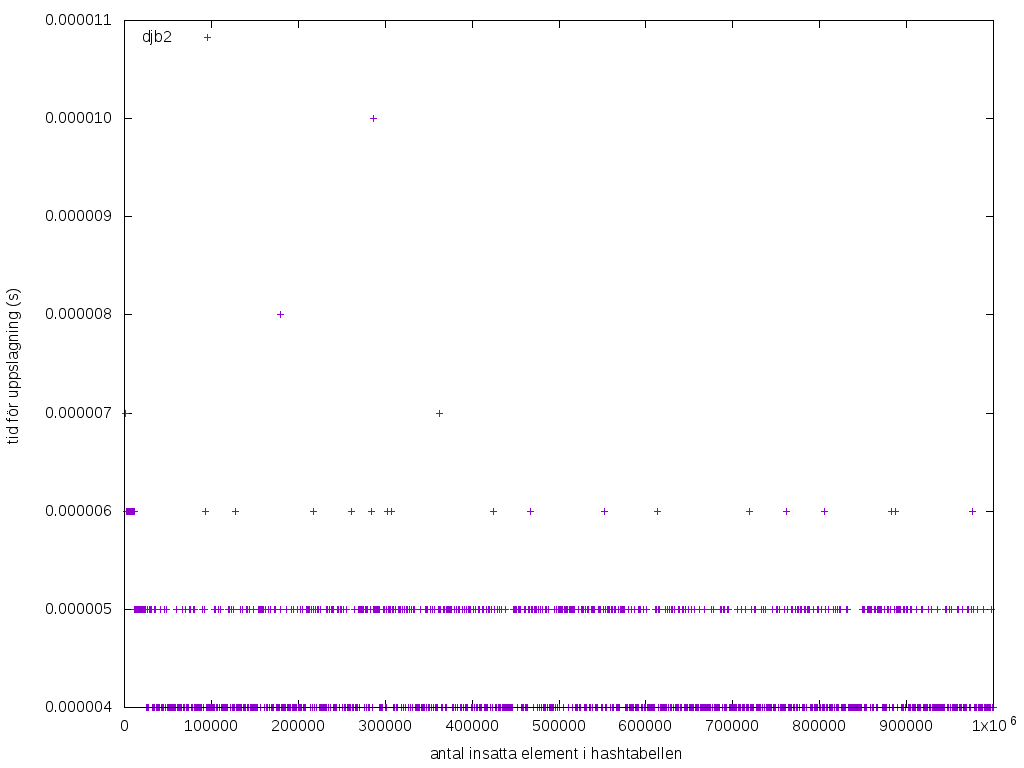 0.000011
djb2
0.000010
0.000009
0.000008
0.000007
0.000006
0.000005
0.000004
tid för uppslagning (s)
0 100000 200000 300000 400000 500000 600000 700000 800000 900000 1x10 6
antal insatta element i hashtabellen